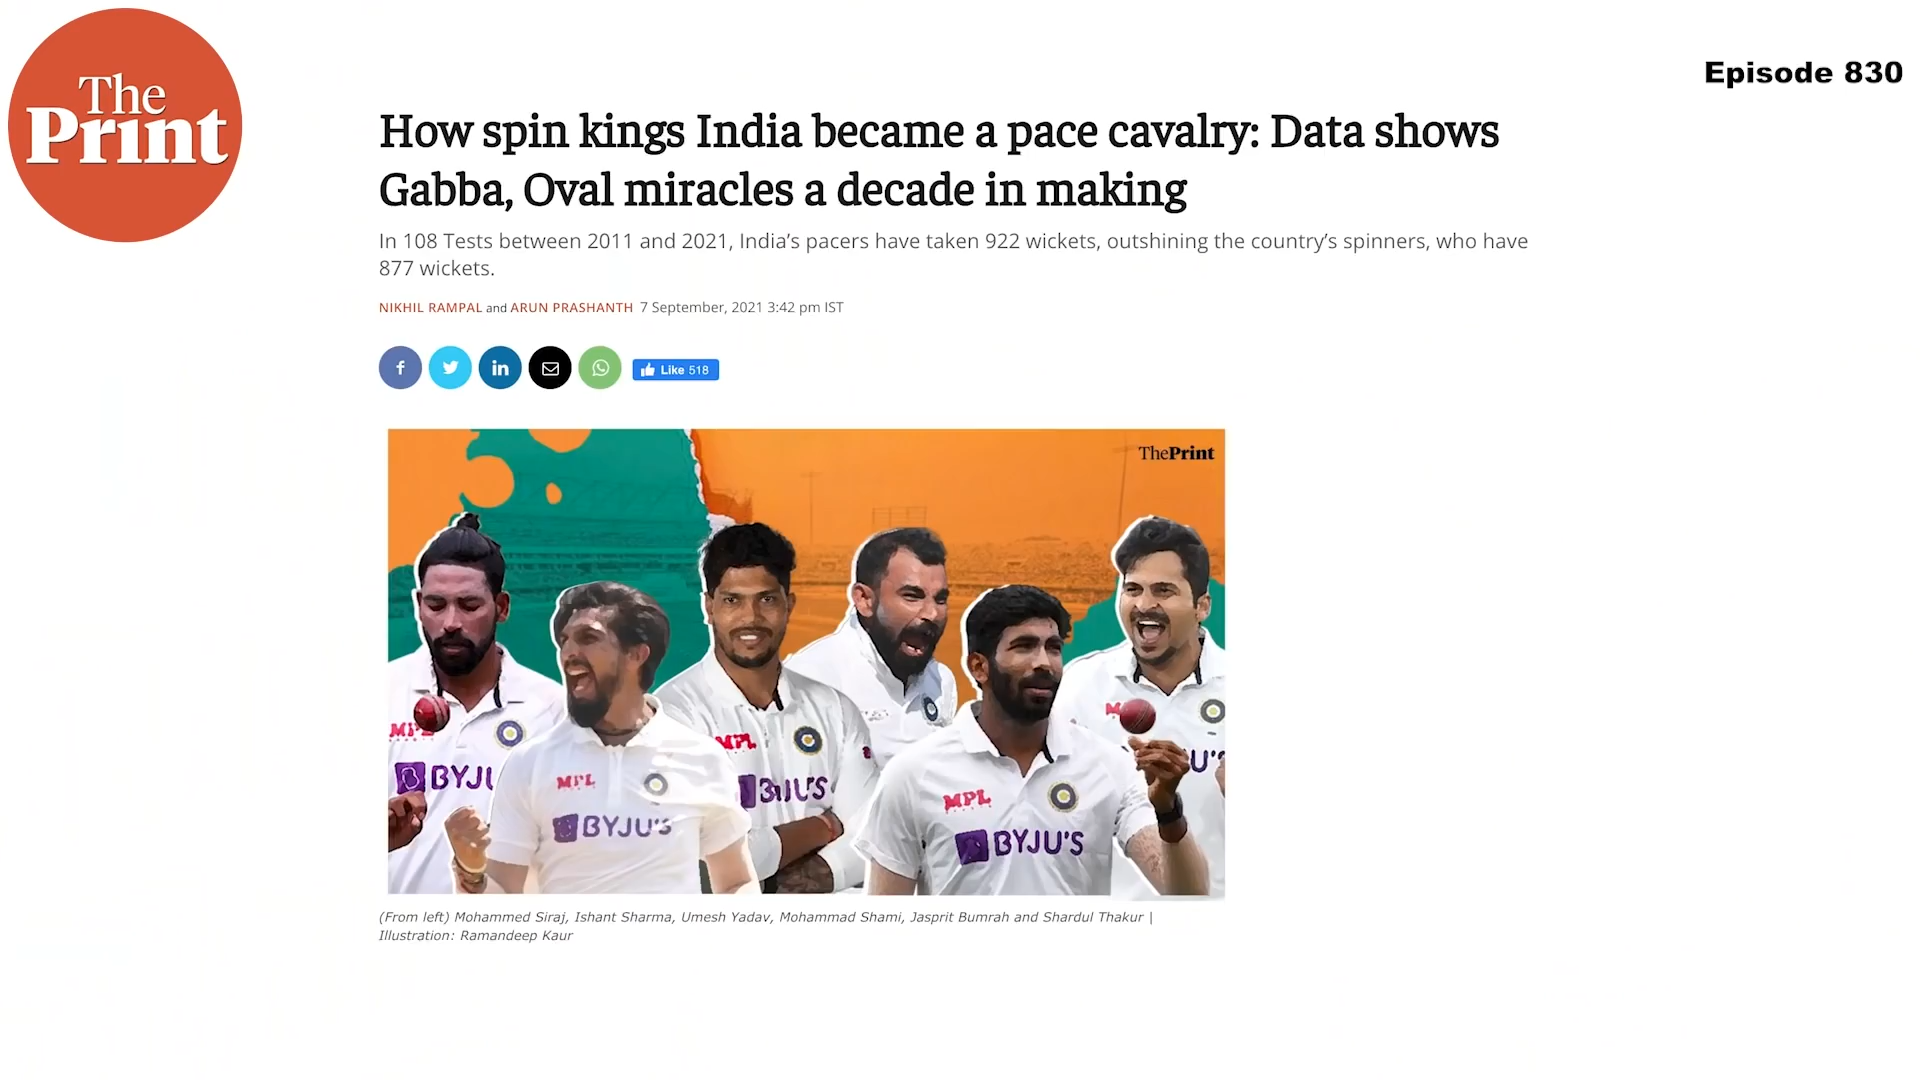 The
Print
Episode 830
How spin kings India became a pace cavalry: Data shows
Gabba, Oval miracles a decade in making
In 108 Tests between 2011 and 2021, India’s pacers have taken 922 wickets, outshining the country’s spinners, who have
877 wickets.
NIKHIL RAMPAL and ARUN PRASHANTH 7 September, 2021 3:42 pm IST
Like 518
ThePrint
MPL
BYJU
MPL
BYJU'S
MPL
BYJU'S
MPL
BYJU'S
U'S
(From left) Mohammed Siraj, Ishant Sharma, Umesh Yadav, Mohammad Shami, Jasprit Bumrah and Shardul Thakur |
Illustration: Ramandeep Kaur